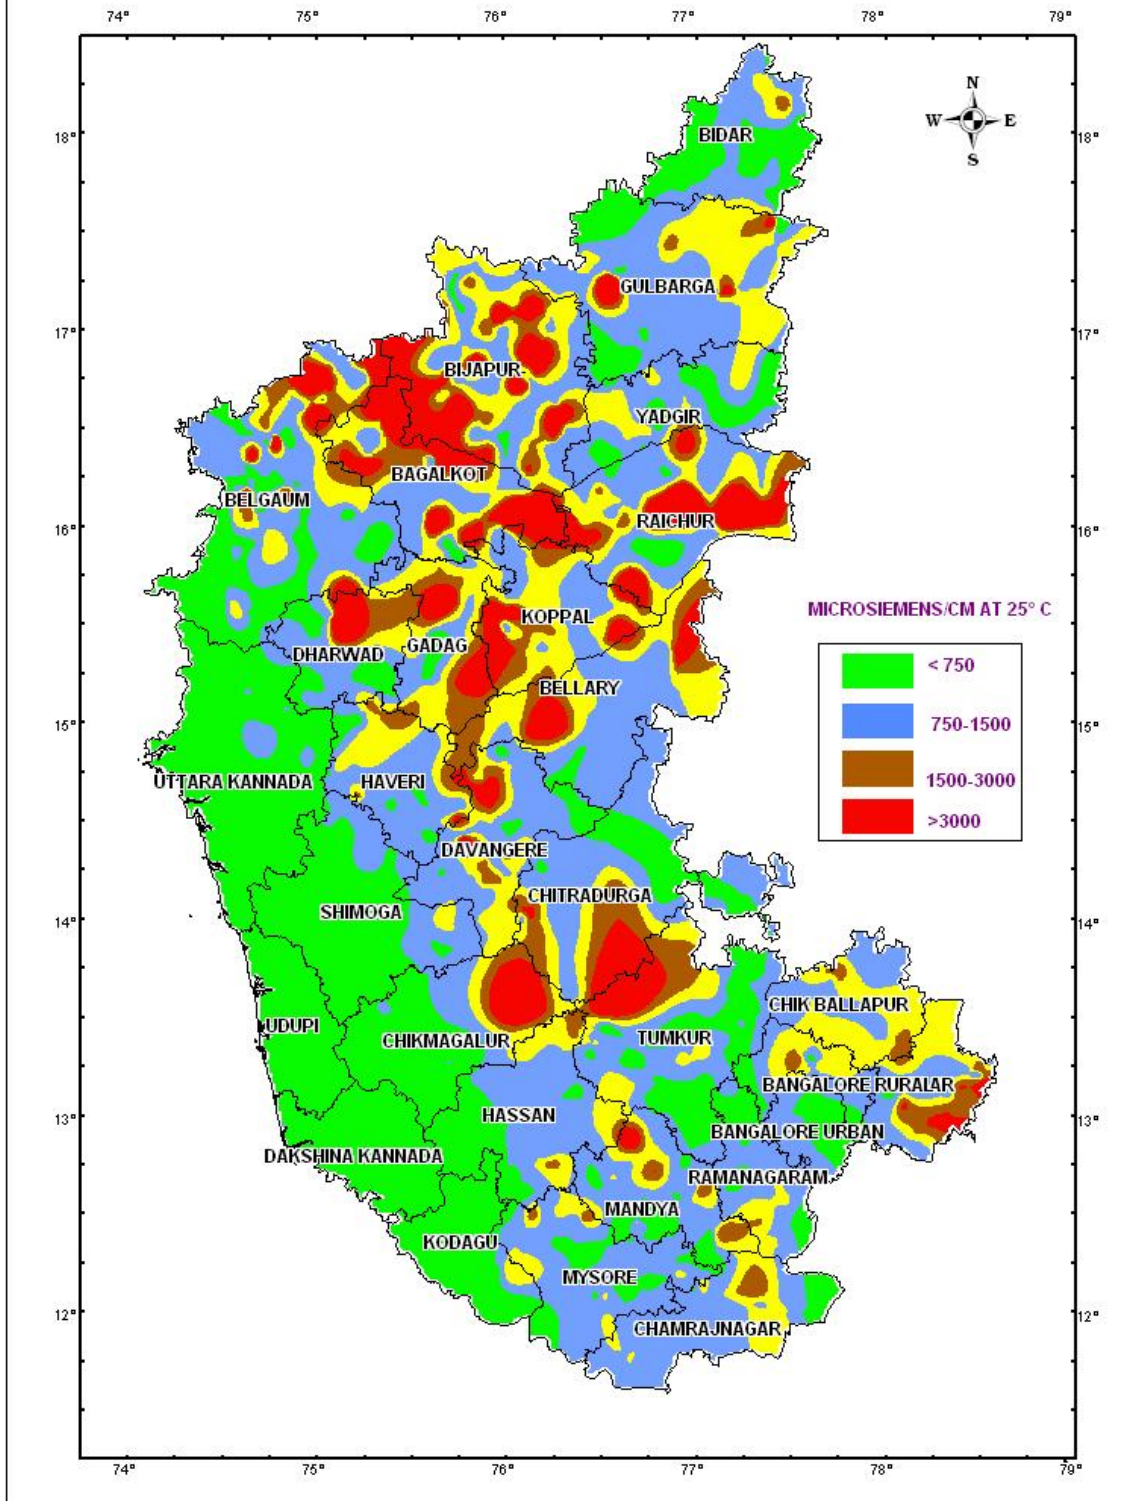 74° 75° 76° 77° 78° 79°
N
W E
S
18° 18°
BIDAR
GULBARGA
17° 17°
BIJAPUR-
YADGIR
BAGALKOT
BELGAUM
RAICHUR
16° 16°
MICROSIEMENS/CM AT 25° C
KOPPAL
DHARWAD
GADAG
< 750
BELLARY
750-1500
15° 15°
UTTARA KANNADA
HAVERI
1500-3000
>3000
DAVANGERE
CHITRADURGA
SHIMOGA
14° 14°
CHIK BALLAPUR
UDUPI
CHIKMAGALUR
TUMKUR
BANGALORE RURALAR
13° 13°
HASSAN
BANGALORE URBAN
DAKSHINA KANNADA
RAMANAGARAM
MANDYA
KODAGU
MYSORE
12° 12°
CHAMRAJNAGAR
74° 75° 76° 77° 78° 79°